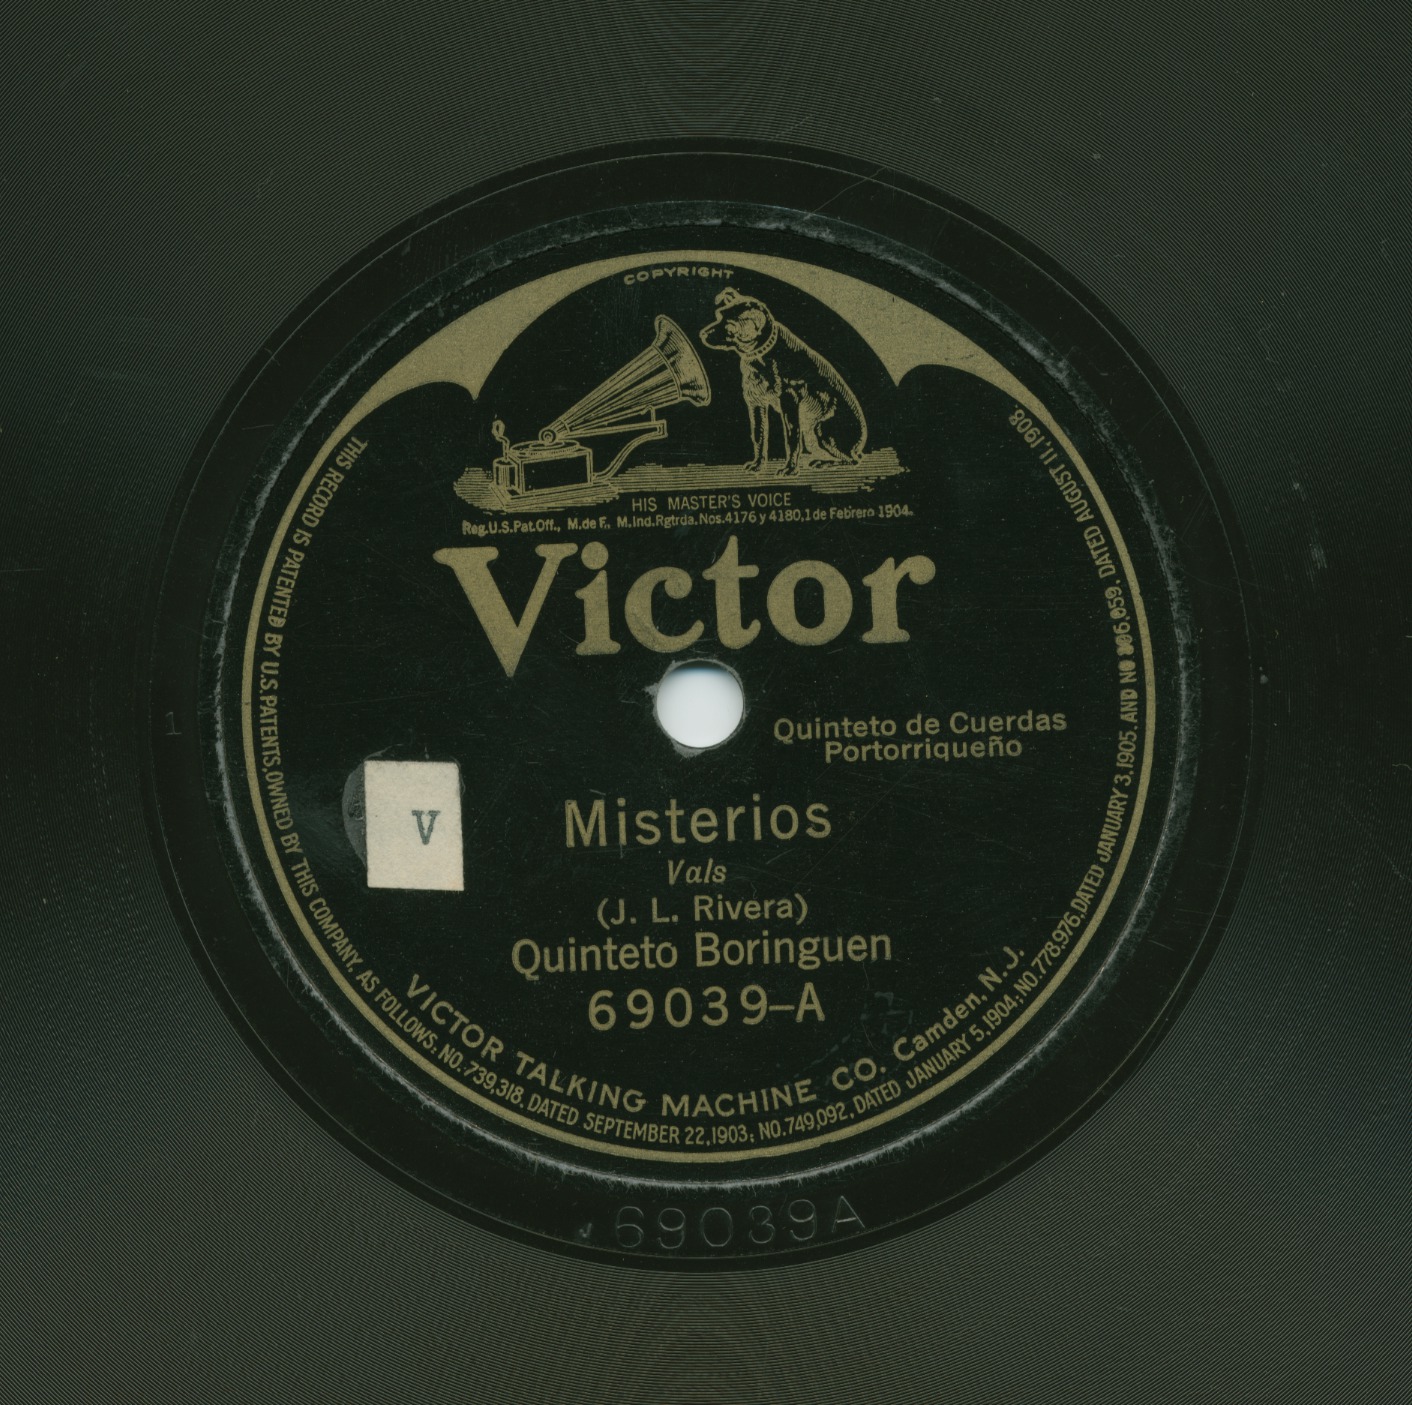 COPYRIGHT
HIS MASTER'S VOICE
Reg.U.S.Pat.Off., M.de F., M.Ind.Rgtrda.Nos.4176 y 4180,1 de Febrero 1904.
Victor
Quinteto de Cuerdas
Portorriqueño
V
Misterios
Vals
(J. L. Rivera)
Quinteto Boringuen
69039–A
VICTOR TALKING MACHINE CO. Camden, N.J.
THIS RECORD IS PATENTED BY U.S.PATENTS,OWNED BY THIS COMPANY, AS FOLLOWS: NO. 739,318. DATED SEPTEMBER 22,1903; NO.749,092, DATED JANUARY 5,1904; NO.778,976,DATED JANUARY 3,1905. AND NO DATED AUGUST 11,1908.
69039A
1